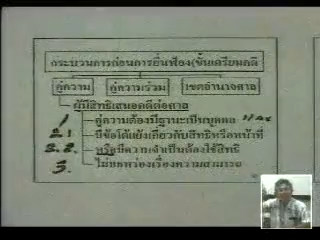 กระบวนการก่อนการยื่นฟ้อง(ชั้นเตรียมคดี
คู่ความ คู่ความร่วม เขตอำนาจศาล
ผู้มีสิทธิเสนอคดีต่อศาล
1 คู่ความต้องมีฐานะเป็นบุคคล
2. มีข้อโต้แย้งเกี่ยวกับสิทธิหรือหน้าที่
หรือมีความจำเป็นต้องใช้สิทธิ
3. ไม่บกพร่องเรื่องความสามารถ